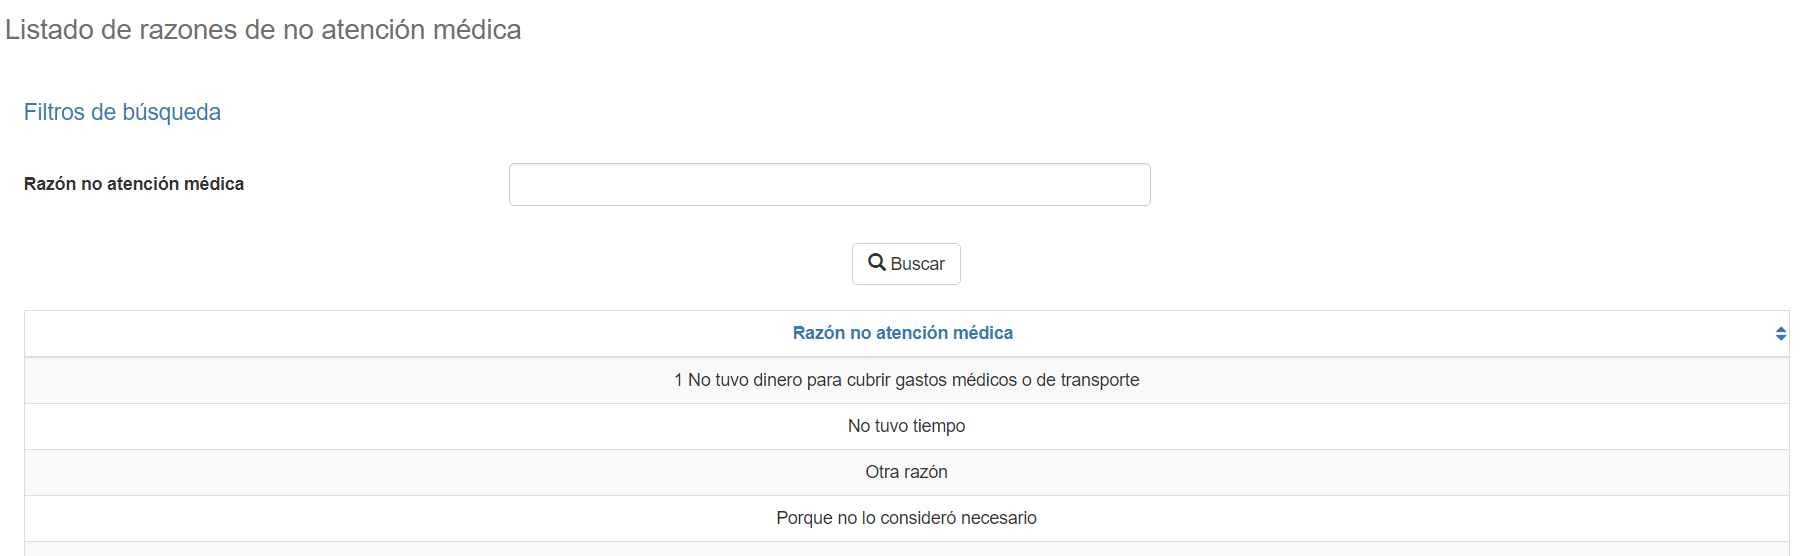 Listado de razones de no atención médica
Filtros de búsqueda
Razón no atención médica
Buscar
Razón no atención médica
1 No tuvo dinero para cubrir gastos médicos o de transporte
No tuvo tiempo
Otra razón
Porque no lo consideró necesario